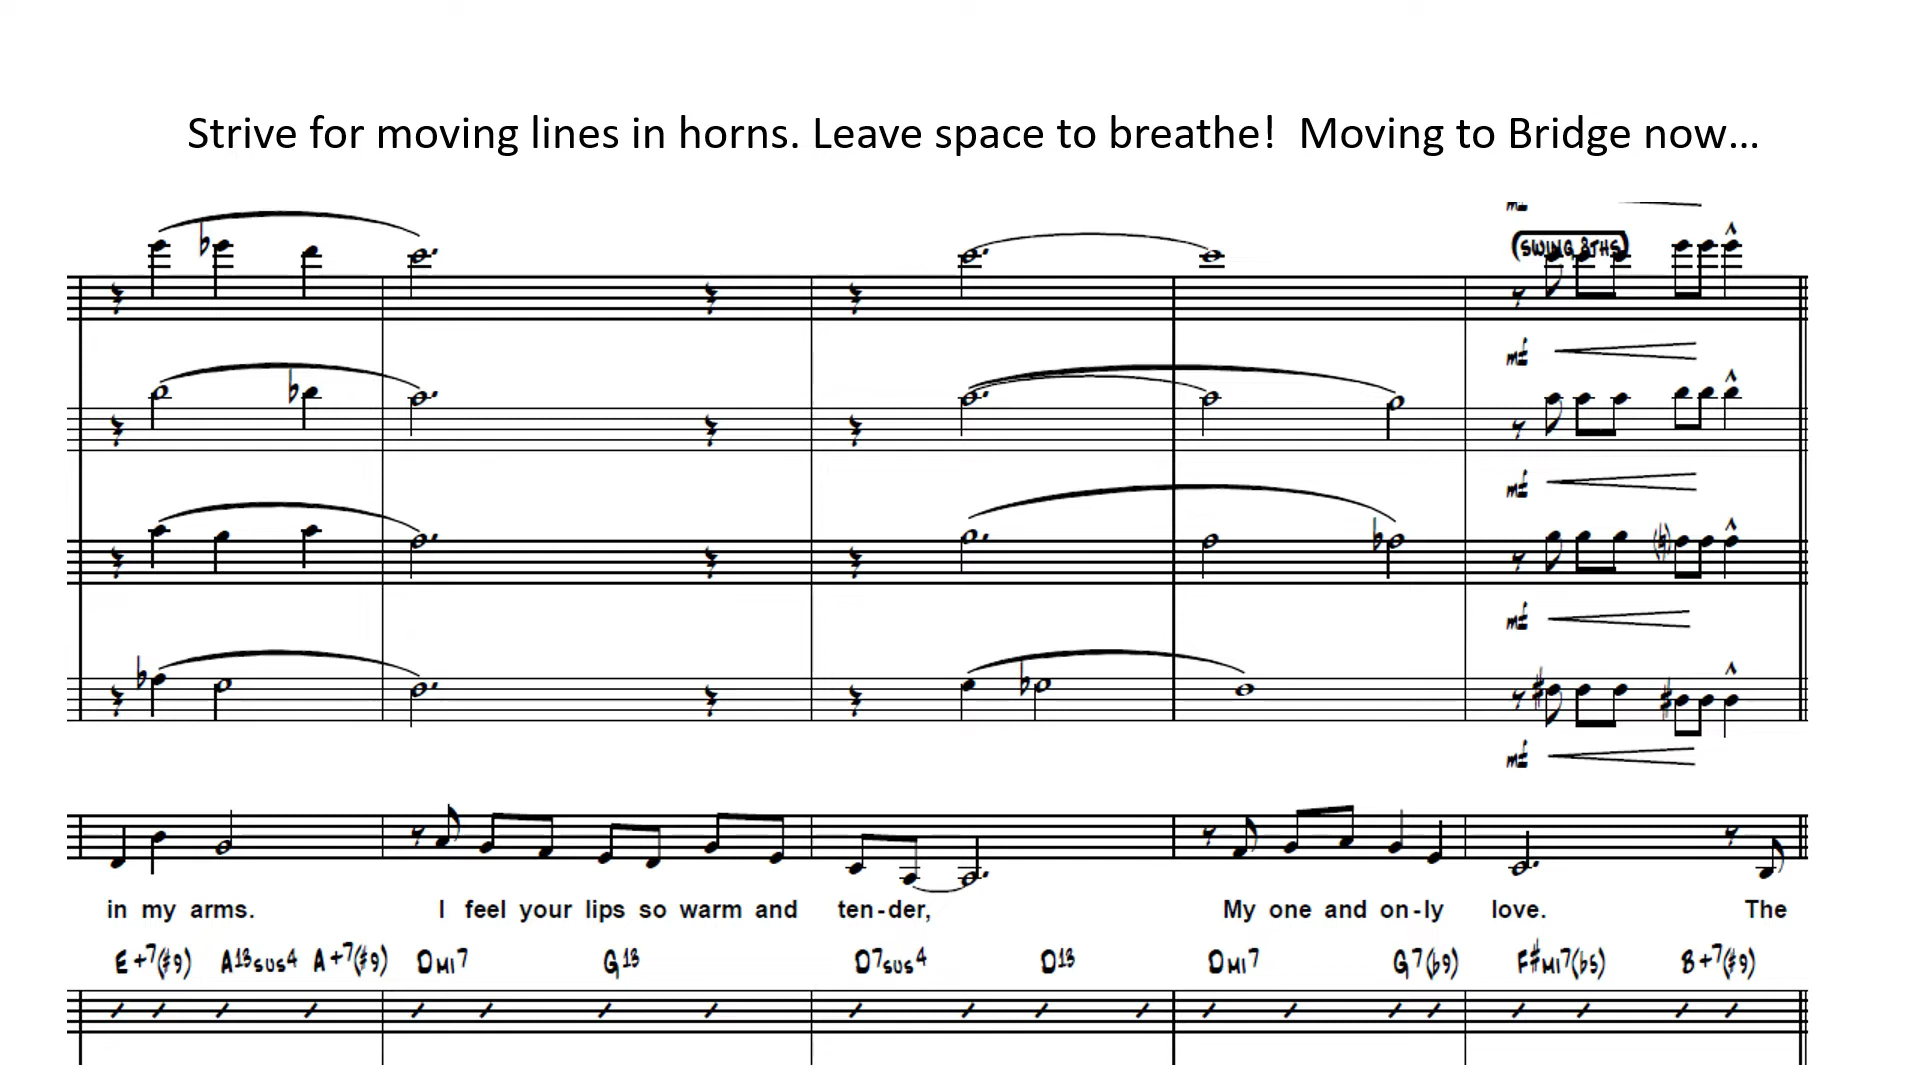 Strive for moving lines in horns. Leave space to breathe!  Moving to Bridge now...
SWING 8THS
mf
mf
mf
mf
in my arms. I feel your lips so warm and ten-der, My one and on-ly love. The
E+7(#9) A13sus4 A+7(#9) DMI7 G13 D7sus4 D13 DMI7 G7(b9) F#MI7(b5) B+7(#9)